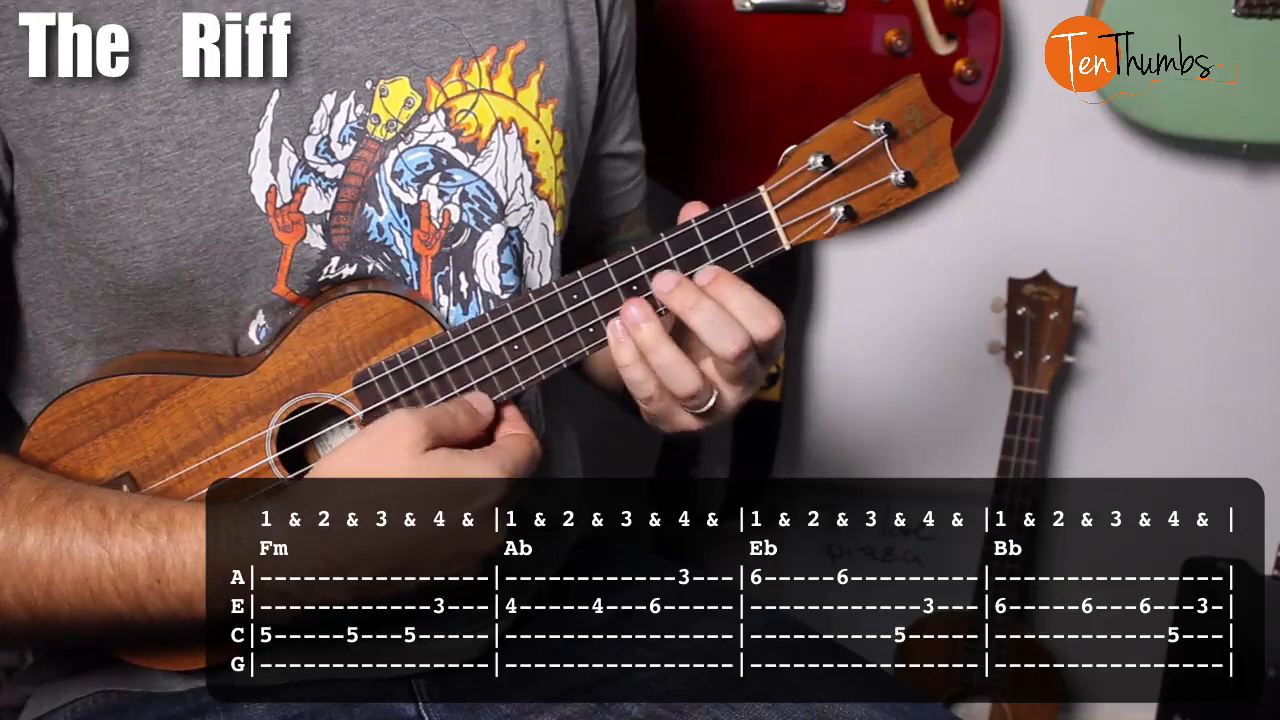 The Riff
TenThumbs
1 & 2 & 3 & 4 & |1 & 2 & 3 & 4 & |1 & 2 & 3 & 4 & |1 & 2 & 3 & 4 & |
Fm Ab Eb Bb
A|----------------|------------3---|6-----6---------|----------------|
E|------------3---|4-----4---6-----|------------3---|6-----6---6---3-|
C|5-----5---5-----|----------------|----------5-----|------------5---|
G|----------------|----------------|----------------|----------------|